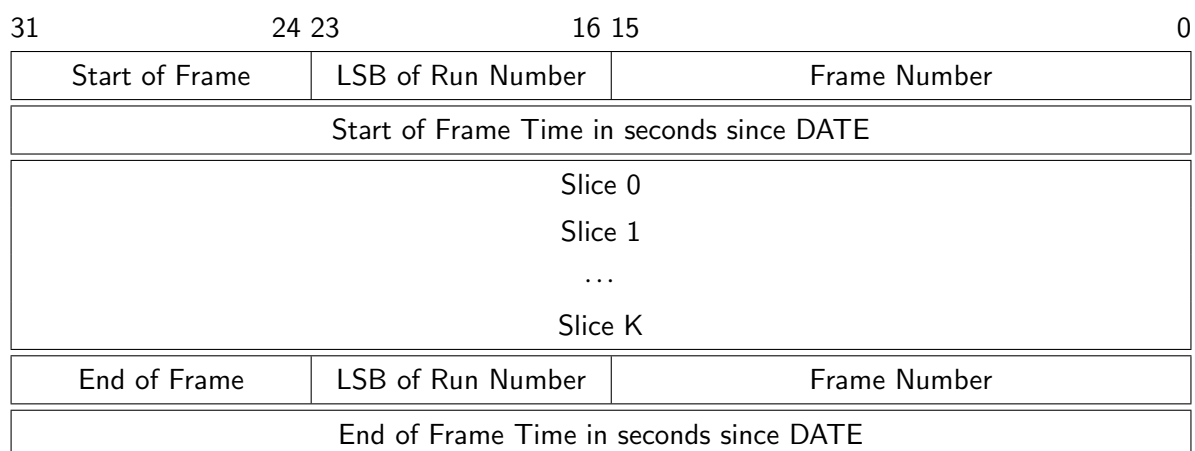 31 24 23 16 15 0
Start of Frame LSB of Run Number Frame Number
Start of Frame Time in seconds since DATE
Slice 0
Slice 1
...
Slice K
End of Frame LSB of Run Number Frame Number
End of Frame Time in seconds since DATE